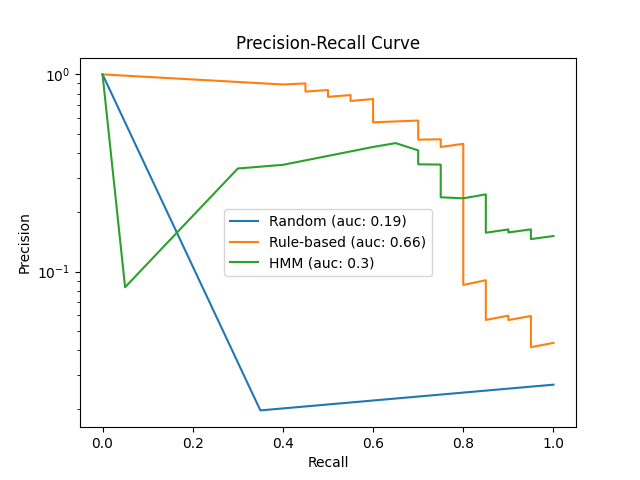 Precision-Recall Curve
Precision
10⁰
10⁻¹
Random (auc: 0.19)
Rule-based (auc: 0.66)
HMM (auc: 0.3)
0.0 0.2 0.4 0.6 0.8 1.0
Recall